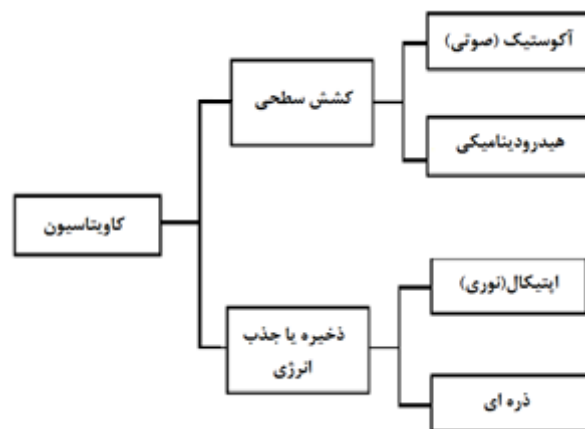 کاویتاسیون
کشش سطحی
آکوستیک (صوتی)
هیدرودینامیکی
ذخیره یا جذب
انرژی
اپتیکال(نوری)
ذره ای